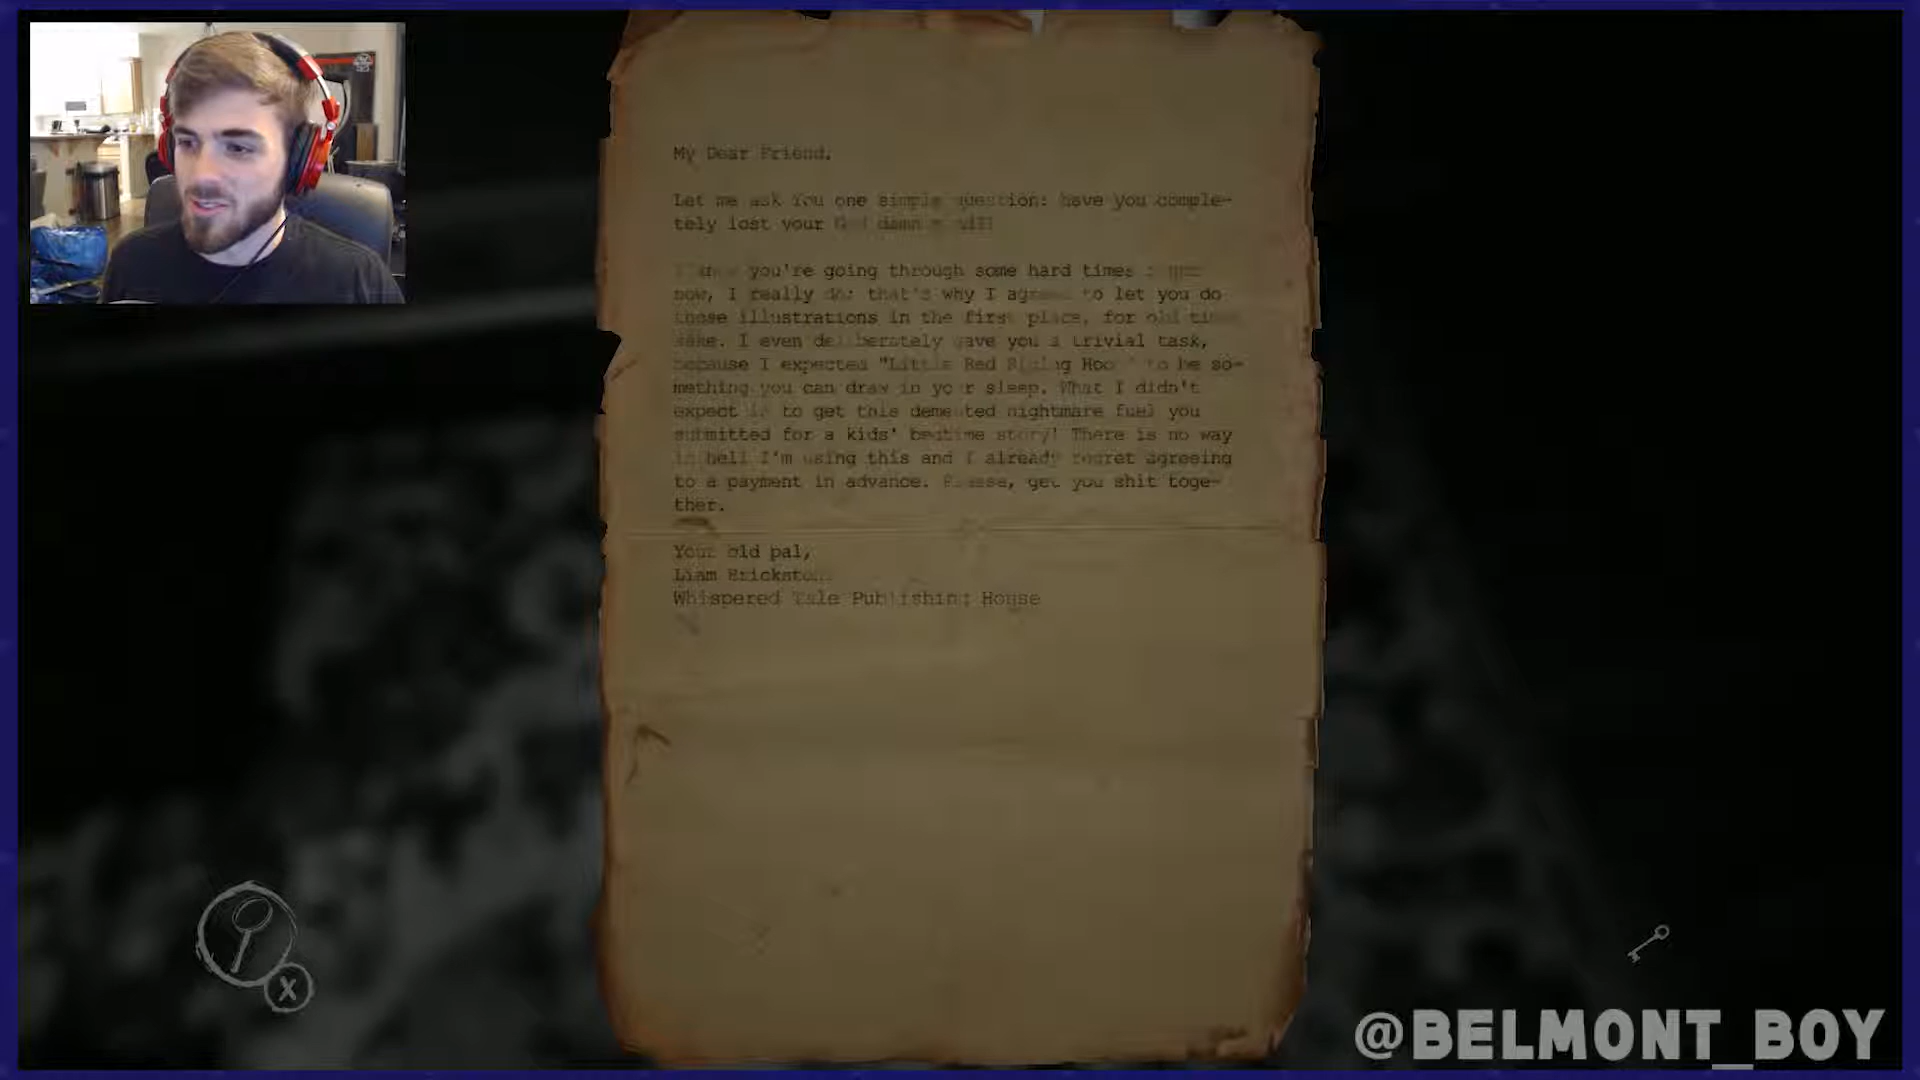 My Dear Friend,
Let me ask You one simple question: have you comple-
tely lost your God damn
you're going through some hard times
now, I really do; that's why I agreed to let you do
those illustrations in the first place, for old time
sake. I even deliberately gave you a trivial task,
because I expected "Little Red Riding Hood" to be so-
mething you can draw in your sleep. What I didn't
expect is to get this demented nightmare fuel you
submitted for a kids' bedtime story! There is no way
in hell I'm using this and I already regret agreeing
to a payment in advance. Please, get you shit toge-
ther.
Your old pal,
Liam
Whispered Tale Publishing House
X
@BELMONT_BOY